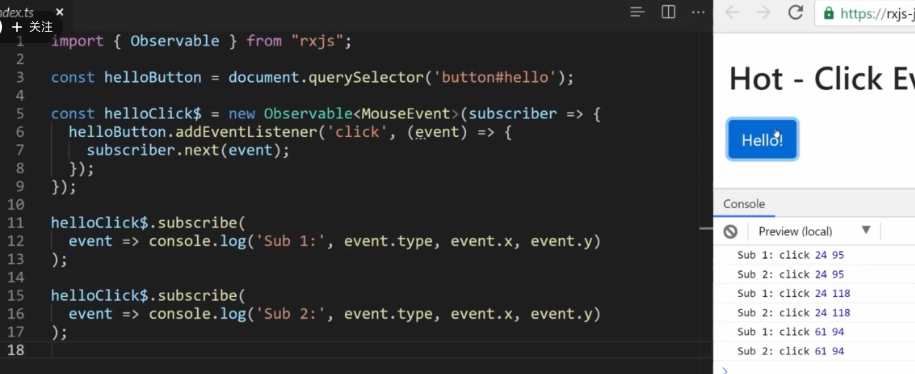 index.ts
+ 关注
1 import { Observable } from "rxjs";
2
3 const helloButton = document.querySelector('button#hello');
4
5 const helloClick$ = new Observable<MouseEvent>(subscriber => {
6 helloButton.addEventListener('click', (event) => {
7 subscriber.next(event);
8 });
9 });
10
11 helloClick$.subscribe(
12 event => console.log('Sub 1:', event.type, event.x, event.y)
13 );
14
15 helloClick$.subscribe(
16 event => console.log('Sub 2:', event.type, event.x, event.y)
17 );
18
https://rxjs-j
Hot - Click Ev
Hello!
Console
Preview (local)
Sub 1: click 24 95
Sub 2: click 24 95
Sub 1: click 24 118
Sub 2: click 24 118
Sub 1: click 61 94
Sub 2: click 61 94